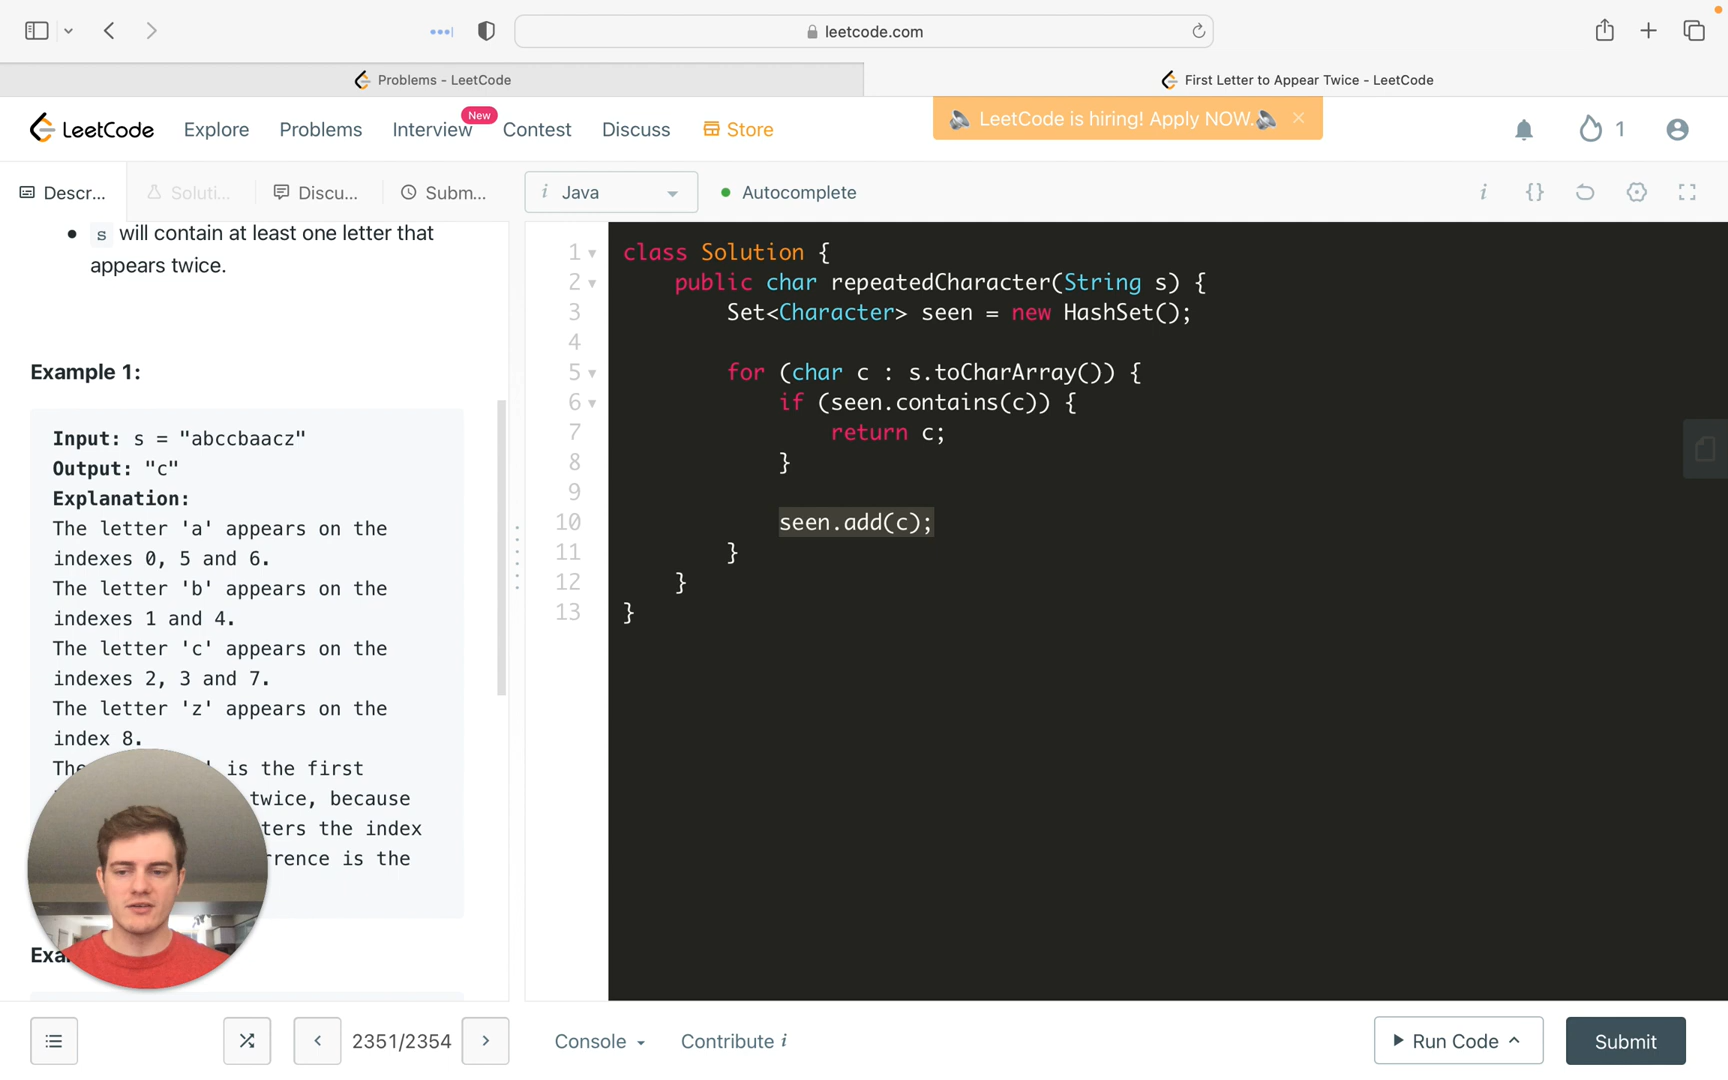 leetcode.com
Problems - LeetCode
First Letter to Appear Twice - LeetCode
LeetCode
Explore
Problems
Interview
New
Contest
Discuss
Store
LeetCode is hiring! Apply NOW.
1
Descr...
Soluti...
Discu...
Subm...
i Java
Autocomplete
i
{}
s will contain at least one letter that
appears twice.
Example 1:
Input: s = "abccbaacz"
Output: "c"
Explanation:
The letter 'a' appears on the
indexes 0, 5 and 6.
The letter 'b' appears on the
indexes 1 and 4.
The letter 'c' appears on the
indexes 2, 3 and 7.
The letter 'z' appears on the
index 8.
is the first
twice, because
the index
is the
1 class Solution {
2 public char repeatedCharacter(String s) {
3 Set<Character> seen = new HashSet();
4
5 for (char c : s.toCharArray()) {
6 if (seen.contains(c)) {
7 return c;
8 }
9
10 seen.add(c);
11 }
12 }
13 }
2351/2354
Console
Contribute i
Run Code
Submit